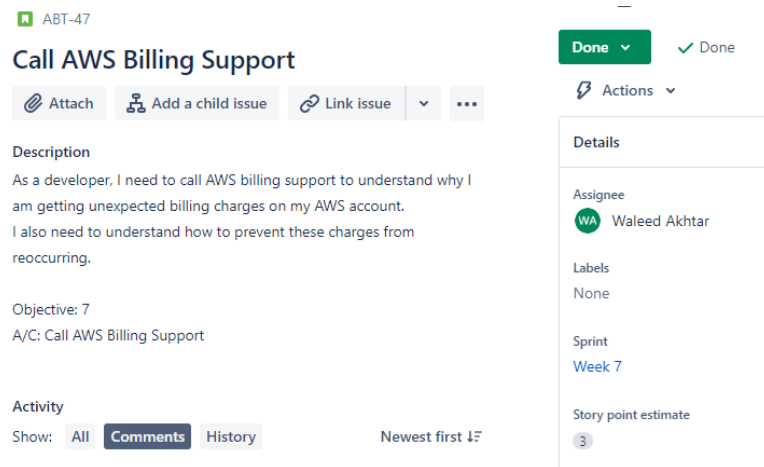 ABT-47
Call AWS Billing Support
Attach
Add a child issue
Link issue
Description
As a developer, I need to call AWS billing support to understand why I
am getting unexpected billing charges on my AWS account.
I also need to understand how to prevent these charges from
reoccurring.
Objective: 7
A/C: Call AWS Billing Support
Activity
Show: All Comments History Newest first
Done Done
Actions
Details
Assignee
WA Waleed Akhtar
Labels
None
Sprint
Week 7
Story point estimate
3